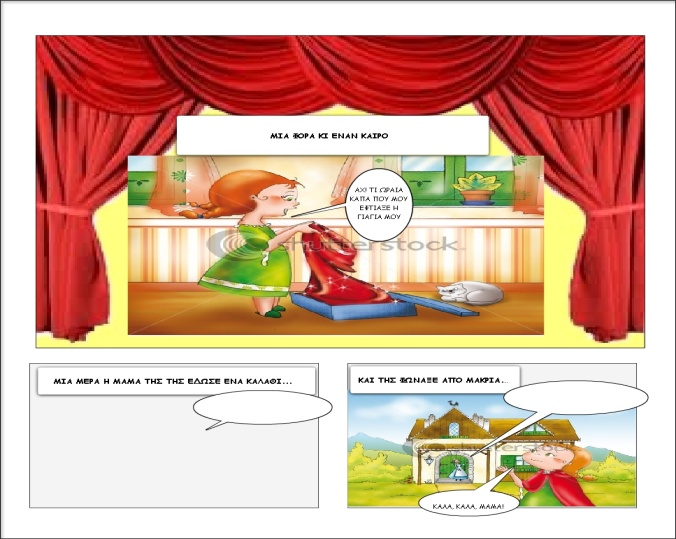 ΜΙΑ ΦΟΡΑ ΚΙ ΕΝΑΝ ΚΑΙΡΟ
ΑΧ! ΤΙ ΩΡΑΙΑ
ΚΑΠΑ ΠΟΥ ΜΟΥ
ΕΦΤΙΑΞΕ Η
ΓΙΑΓΙΑ ΜΟΥ
shutterstock
ΜΙΑ ΜΕΡΑ Η ΜΑΜΑ ΤΗΣ ΤΗΣ ΕΔΩΣΕ ΕΝΑ ΚΑΛΑΘΙ...
ΚΑΙ ΤΗΣ ΦΩΝΑΞΕ ΑΠΟ ΜΑΚΡΙΑ..
ΚΑΛΑ, ΚΑΛΑ, ΜΑΜΑ!